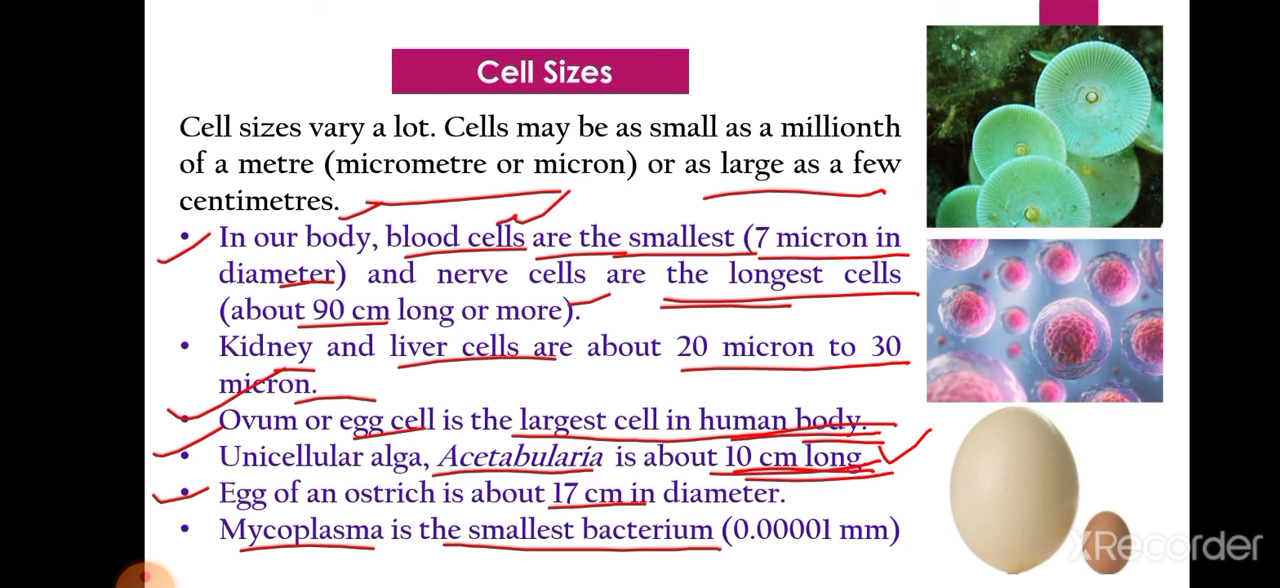 Cell Sizes
Cell sizes vary a lot. Cells may be as small as a millionth
of a metre (micrometre or micron) or as large as a few
centimetres.
• In our body, blood cells are the smallest (7 micron in
diameter) and nerve cells are the longest cells
(about 90 cm long or more).
• Kidney and liver cells are about 20 micron to 30
micron.
• Ovum or egg cell is the largest cell in human body.
• Unicellular alga, Acetabularia is about 10 cm long
• Egg of an ostrich is about 17 cm in diameter.
• Mycoplasma is the smallest bacterium (0.00001 mm)
XRecorder